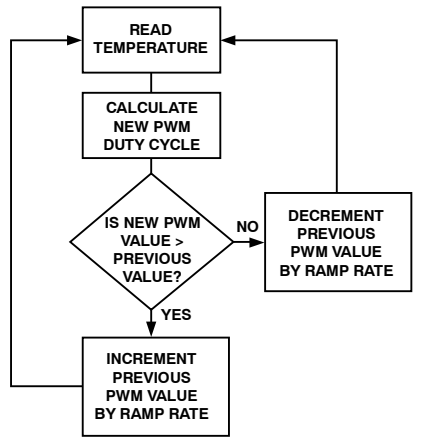 READ
TEMPERATURE
CALCULATE
NEW PWM
DUTY CYCLE
IS NEW PWM
VALUE >
PREVIOUS
VALUE?
NO
DECREMENT
PREVIOUS
PWM VALUE
BY RAMP RATE
YES
INCREMENT
PREVIOUS
PWM VALUE
BY RAMP RATE